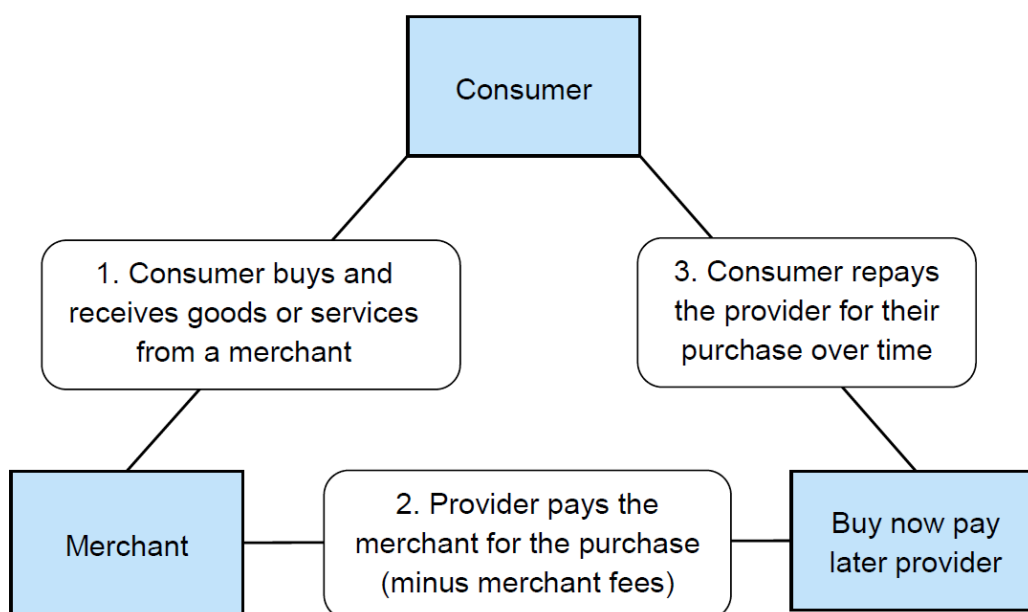 Consumer
1. Consumer buys and
receives goods or services
from a merchant
3. Consumer repays
the provider for their
purchase over time
Merchant
2. Provider pays the
merchant for the purchase
(minus merchant fees)
Buy now pay
later provider